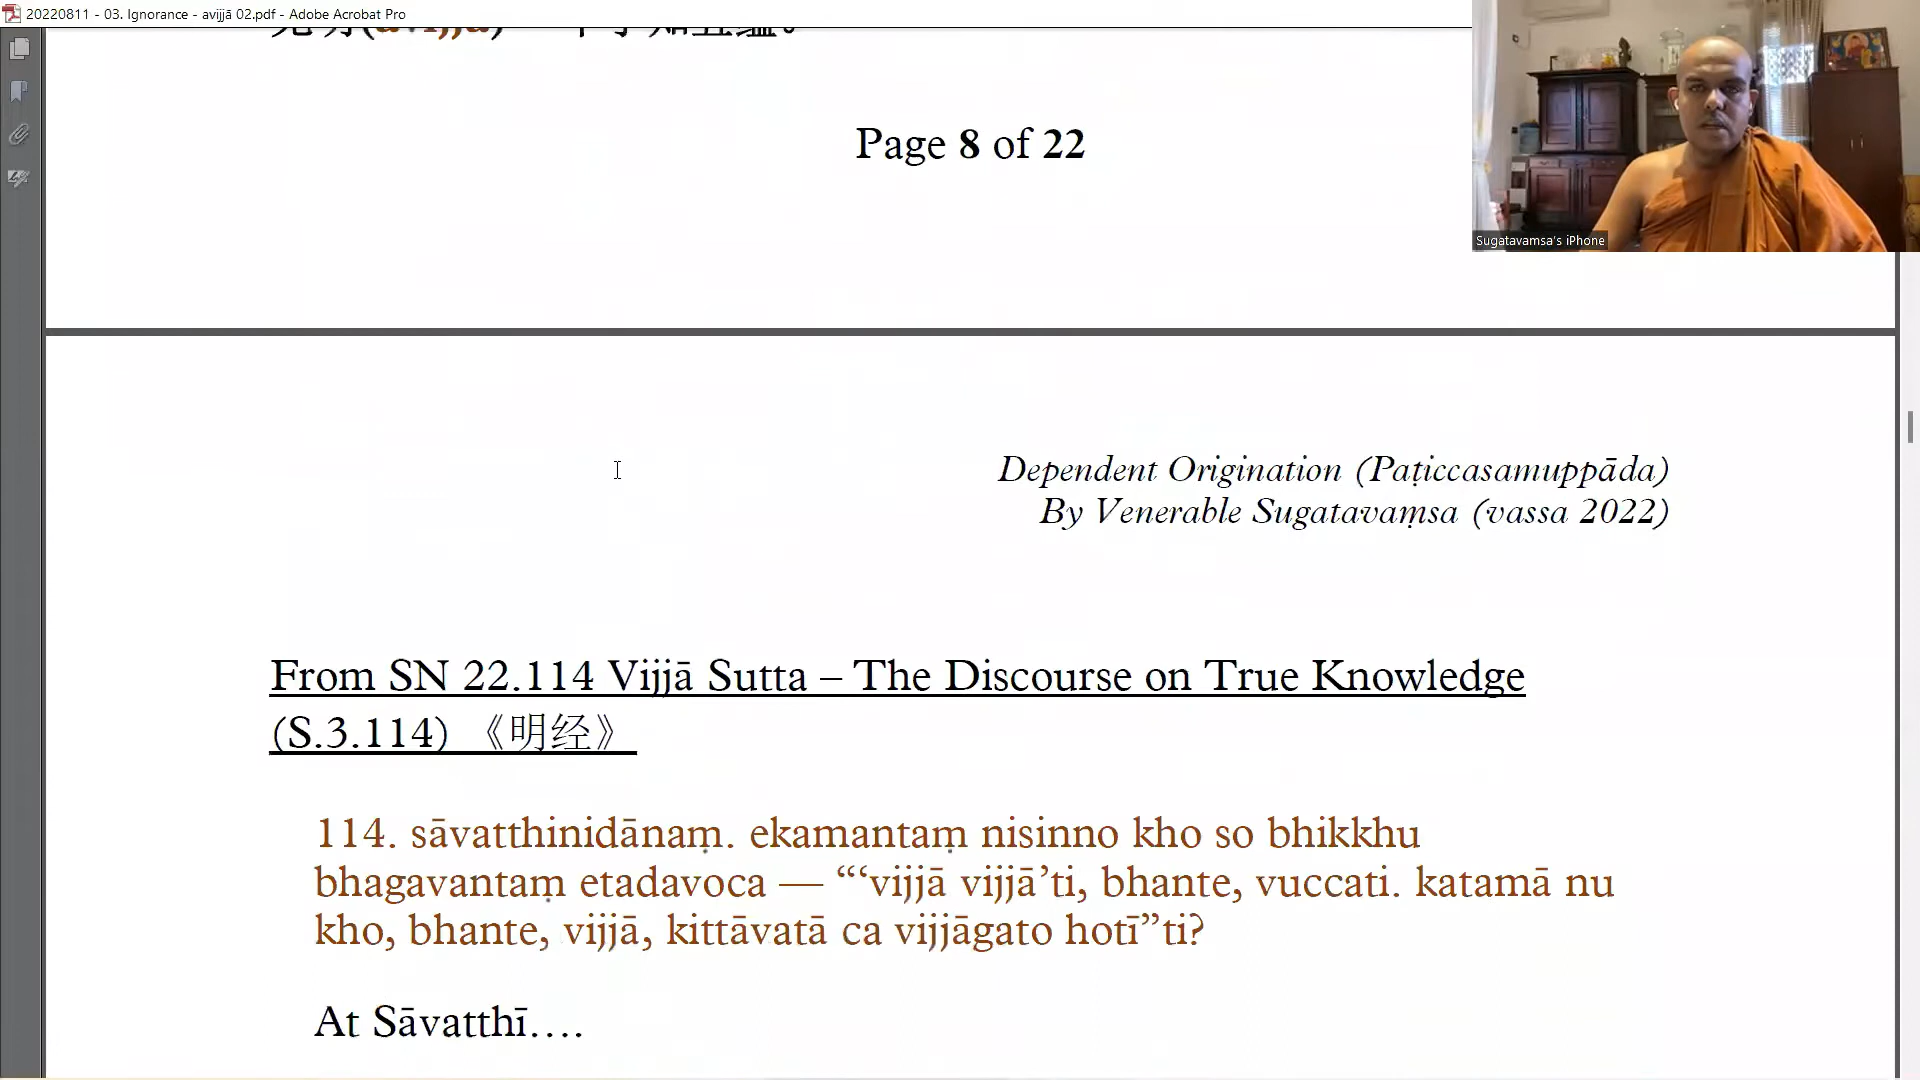 20220811 - 03. Ignorance - avijjā 02.pdf - Adobe Acrobat Pro
Page 8 of 22
Sugatavamsa's iPhone
Dependent Origination (Paṭiccasamuppāda)
By Venerable Sugatavaṃsa (vassa 2022)
From SN 22.114 Vijjā Sutta – The Discourse on True Knowledge
(S.3.114) 《明经》
114. sāvatthinidānaṃ. ekamantaṃ nisinno kho so bhikkhu
bhagavantaṃ etadavoca — “‘vijjā vijjā’ti, bhante, vuccati. katamā nu
kho, bhante, vijjā, kittāvatā ca vijjāgato hotī”ti?
At Sāvatthī….